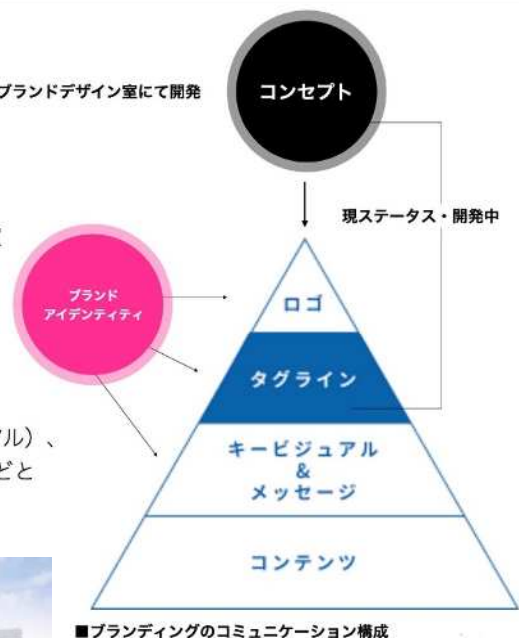 ブランドデザイン室にて開発
コンセプト
現ステータス・開発中
ブランド
アイデンティティ
ロゴ
タグライン
キービジュアル
&
メッセージ
コンテンツ
ル）、
どと
■ブランディングのコミュニケーション構成